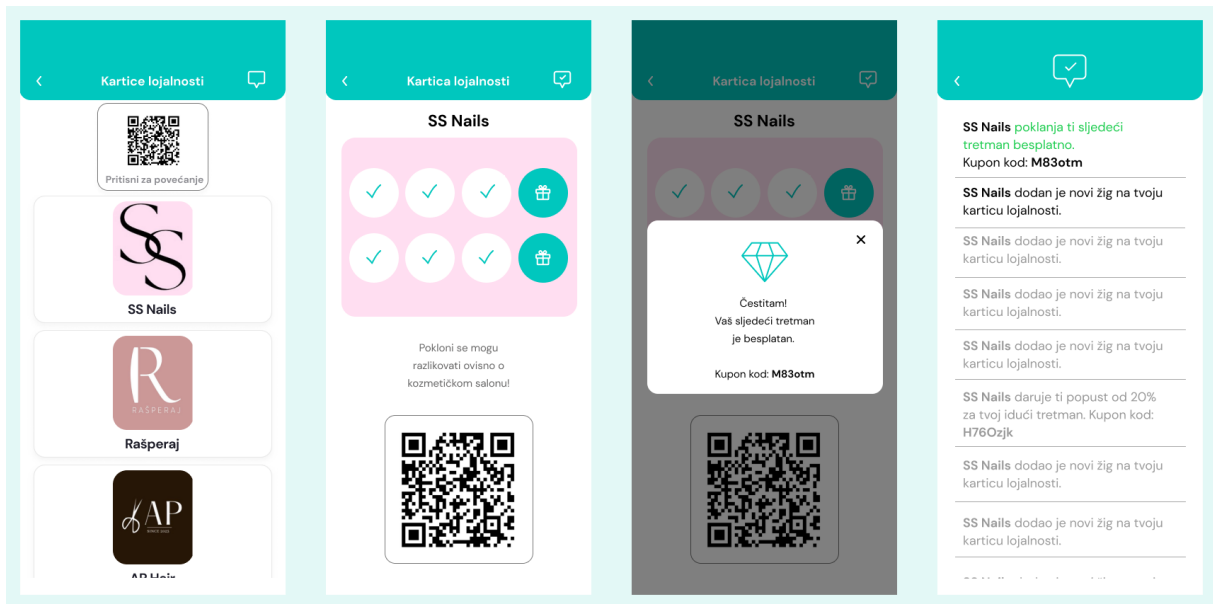 Kartice lojalnosti
Pritisni za povećanje
SS
SS Nails
R
RAŠPERAJ
Rašperaj
AP
AP Hair
Kartica lojalnosti
SS Nails
Pokloni se mogu
razlikovati ovisno o
kozmetičkom salonu!
Kartica lojalnosti
SS Nails
Čestitam!
Vaš sljedeći tretman
je besplatan.
Kupon kod: M83otm
SS Nails poklanja ti sljedeći
tretman besplatno.
Kupon kod: M83otm
SS Nails dodan je novi žig na tvoju
karticu lojalnosti.
SS Nails dodao je novi žig na tvoju
karticu lojalnosti.
SS Nails dodao je novi žig na tvoju
karticu lojalnosti.
SS Nails dodao je novi žig na tvoju
karticu lojalnosti.
SS Nails daruje ti popust od 20%
za tvoj idući tretman. Kupon kod:
H76Ozjk
SS Nails dodao je novi žig na tvoju
karticu lojalnosti.
SS Nails dodao je novi žig na tvoju
karticu lojalnosti.